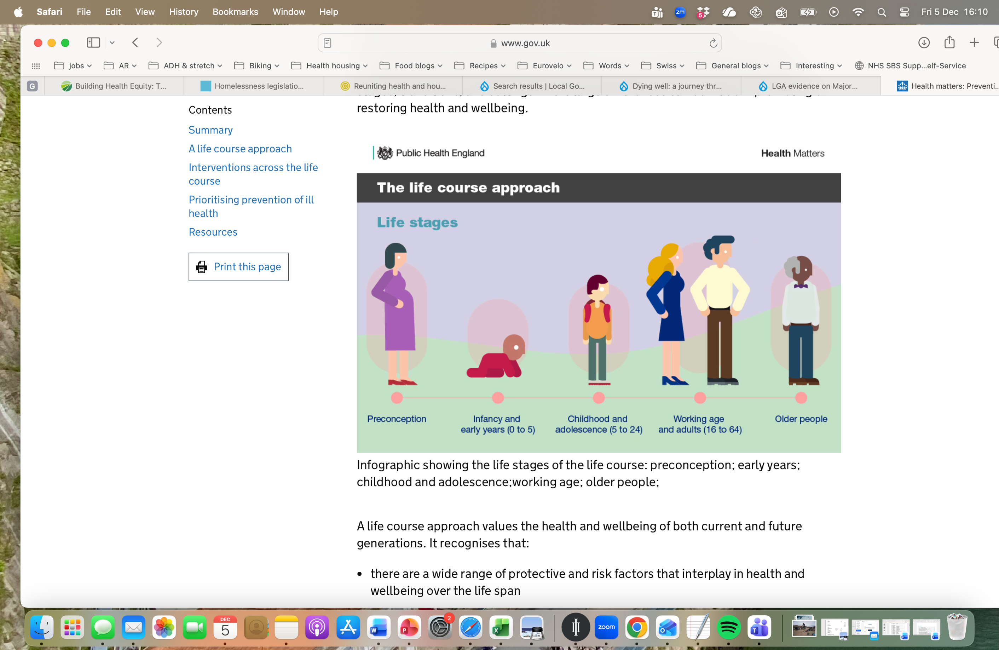 Safari File Edit View History Bookmarks Window Help
zm 5 Fri 5 Dec 16:10
www.gov.uk
jobs AR ADH & stretch Biking Health housing Food blogs Recipes Eurovelo Words Swiss General blogs Interesting NHS SBS Supp...elf-Service
G Building Health Equity: T... Homelessness legislatio... Reuniting health and hou... Search results | Local Go... Dying well: a journey thr... LGA evidence on Major... Health matters: Preventi...
Contents
Summary
A life course approach
Interventions across the life
course
Prioritising prevention of ill
health
Resources
Print this page
restoring health and wellbeing.
Public Health England
Health Matters
The life course approach
Life stages
Preconception
Infancy and
early years (0 to 5)
Childhood and
adolescence (5 to 24)
Working age
and adults (16 to 64)
Older people
Infographic showing the life stages of the life course: preconception; early years;
childhood and adolescence;working age; older people;
A life course approach values the health and wellbeing of both current and future
generations. It recognises that:
• there are a wide range of protective and risk factors that interplay in health and
wellbeing over the life span
DEC
5
W P 2 X zoom O T